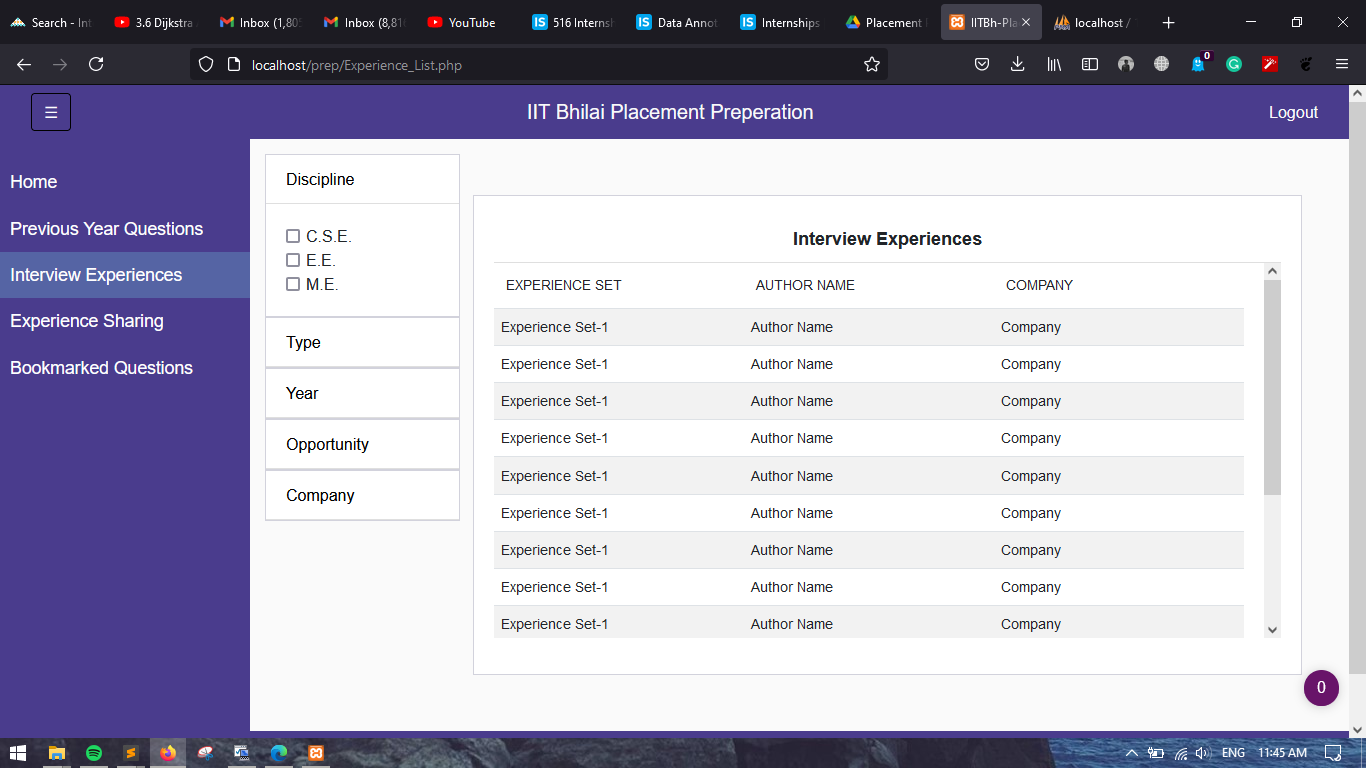 Search - Int
3.6 Dijkstra
Inbox (1,80
Inbox (8,81
YouTube
516 Interns
Data Annot
Internships
Placement
IITBh-Pla
localhost /
localhost/prep/Experience_List.php
0
IIT Bhilai Placement Preperation
Logout
Home
Previous Year Questions
Interview Experiences
Experience Sharing
Bookmarked Questions
Discipline
C.S.E.
E.E.
M.E.
Type
Year
Opportunity
Company
Interview Experiences
EXPERIENCE SET AUTHOR NAME COMPANY
Experience Set-1 Author Name Company
Experience Set-1 Author Name Company
Experience Set-1 Author Name Company
Experience Set-1 Author Name Company
Experience Set-1 Author Name Company
Experience Set-1 Author Name Company
Experience Set-1 Author Name Company
Experience Set-1 Author Name Company
Experience Set-1 Author Name Company
0
ENG 11:45 AM